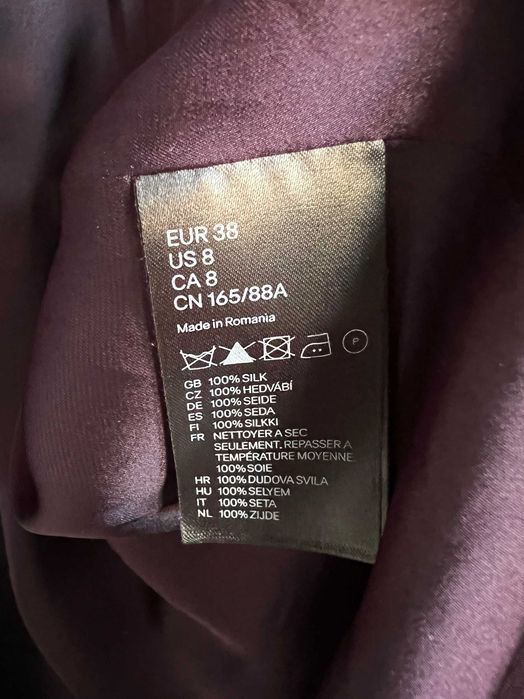 EUR 38
US 8
CA 8
CN 165/88A
Made in Romania
P
GB 100% SILK
CZ 100% HEDVÁBÍ
DE 100% SEIDE
ES 100% SEDA
FI 100% SILKKI
FR NETTOYER A SEC
SEULEMENT. REPASSER A
TEMPÉRATURE MOYENNE.
100% SOIE
HR 100% DUDOVA SVILA
HU 100% SELYEM
IT 100% SETA
NL 100% ZIJDE